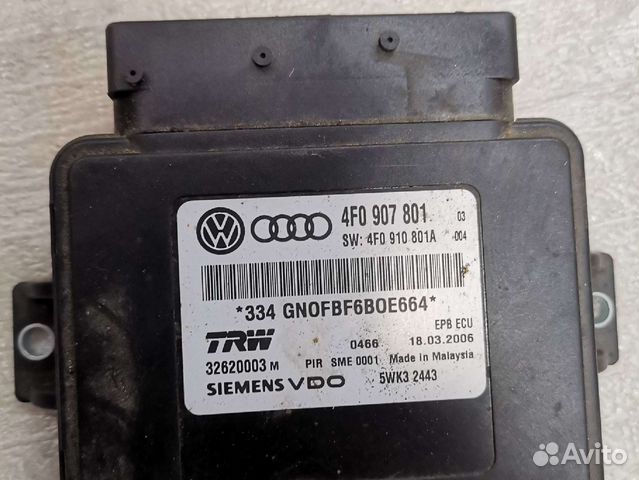 4F0 907 801 03
SW: 4F0 910 801A 004
*334 GNOFBF6BOE664*
EPB ECU
TRW 0466 18.03.2006
32620003 M PIR SME 0001 Made in Malaysia
SIEMENS VDO 5WK3 2443
Avito